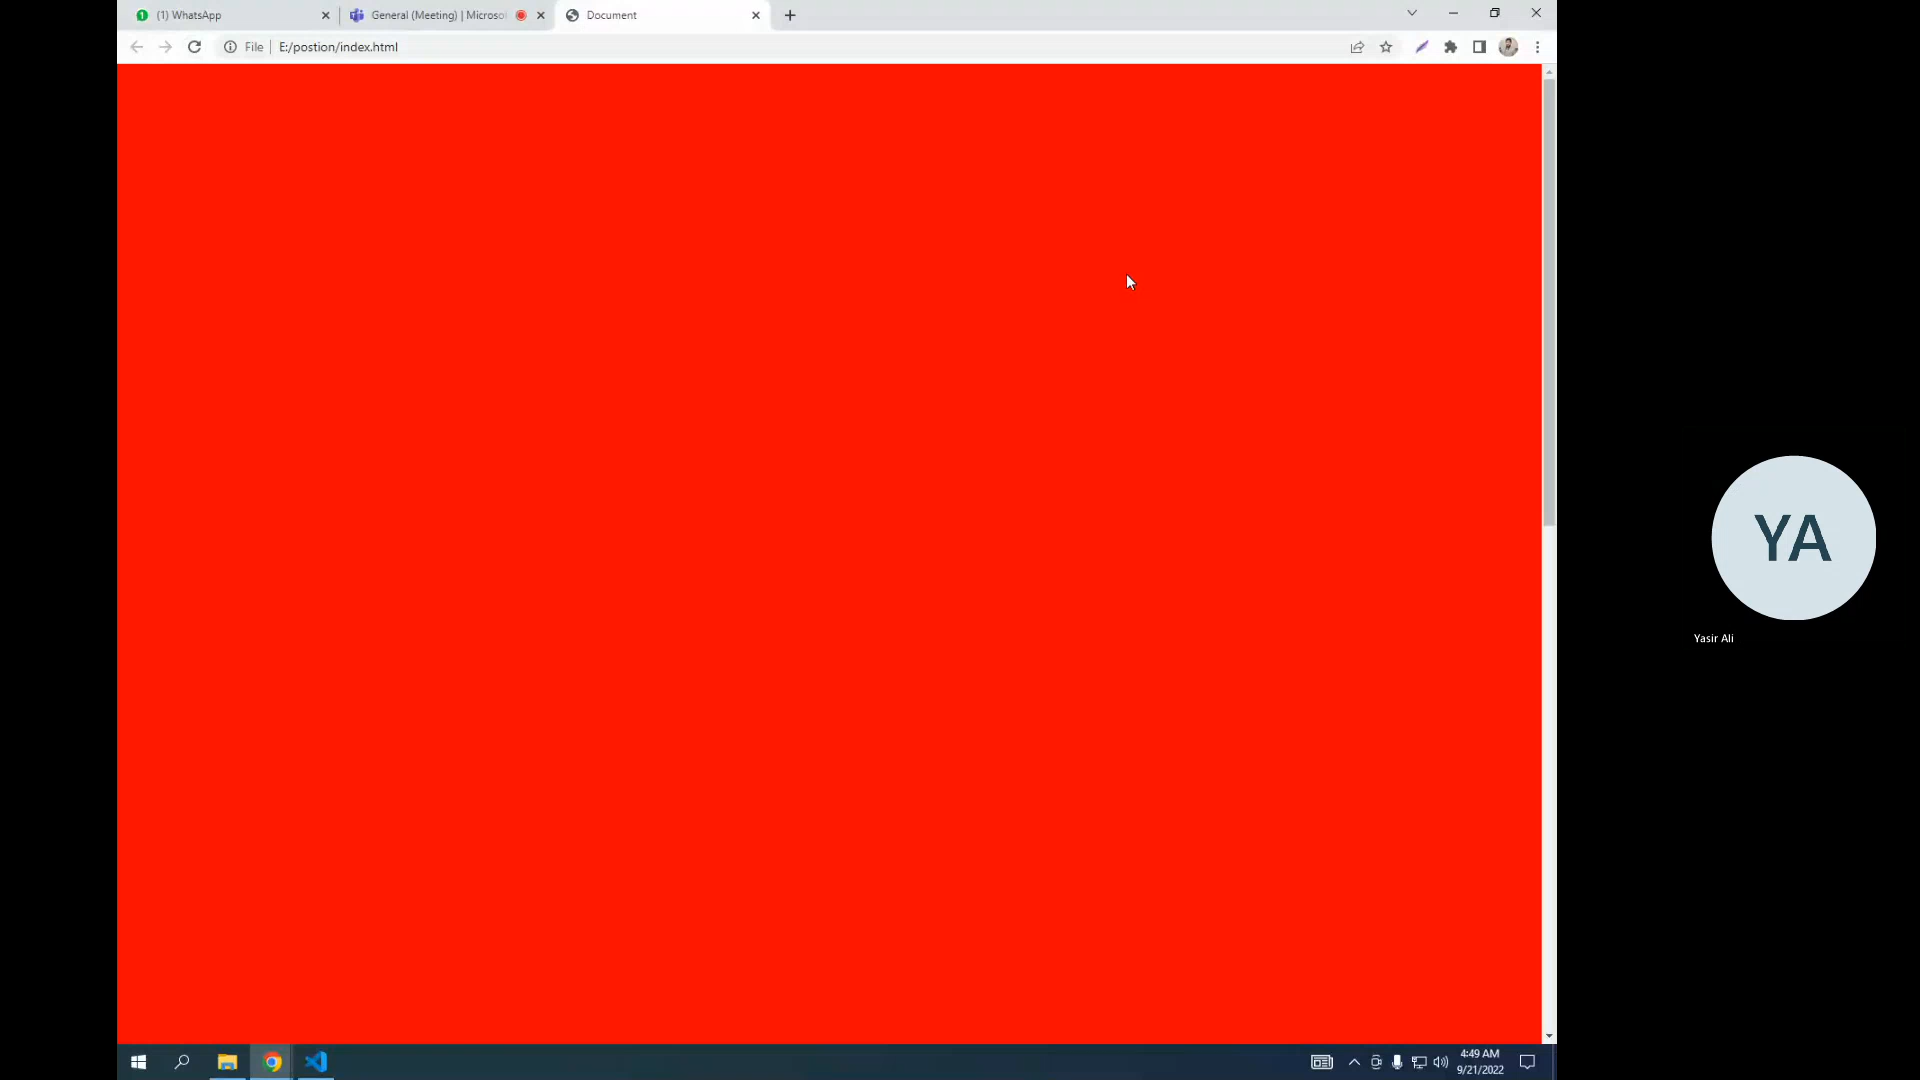 (1) WhatsApp
General (Meeting) | Microso
Document
File
E:/postion/index.html
YA
Yasir Ali
4:49 AM
9/21/2022